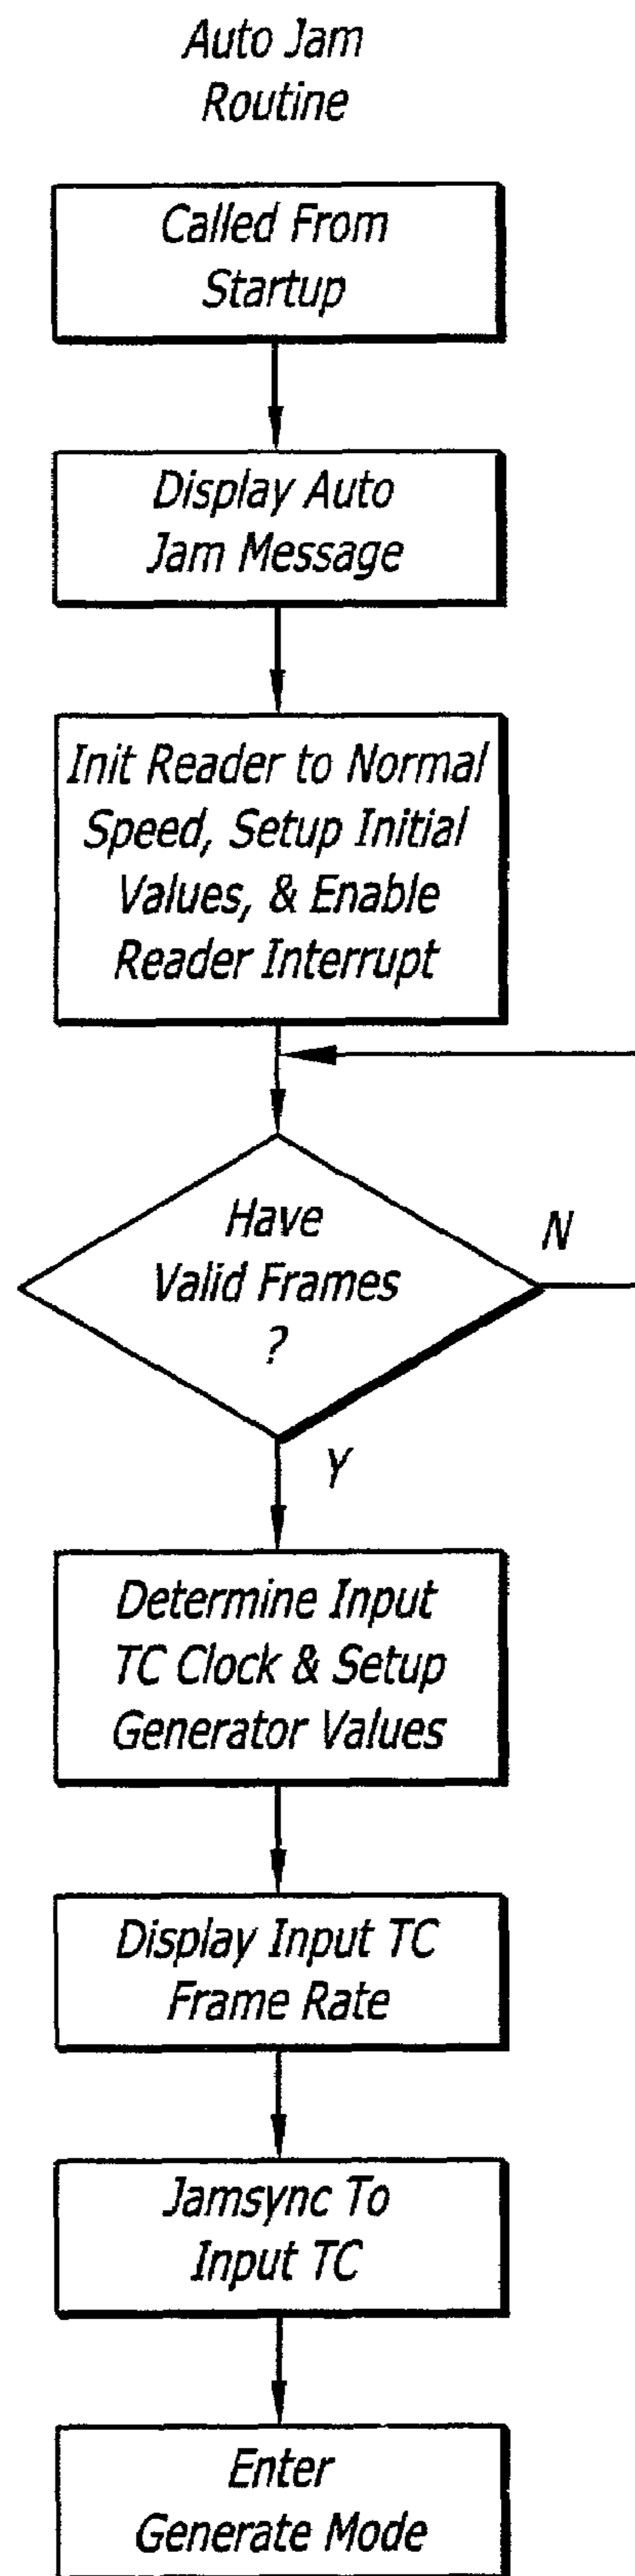 Auto Jam
Routine
Called From
Startup
Display Auto
Jam Message
Init Reader to Normal
Speed, Setup Initial
Values, & Enable
Reader Interrupt
Have
Valid Frames
?
N
Y
Determine Input
TC Clock & Setup
Generator Values
Display Input TC
Frame Rate
Jamsync To
Input TC
Enter
Generate Mode